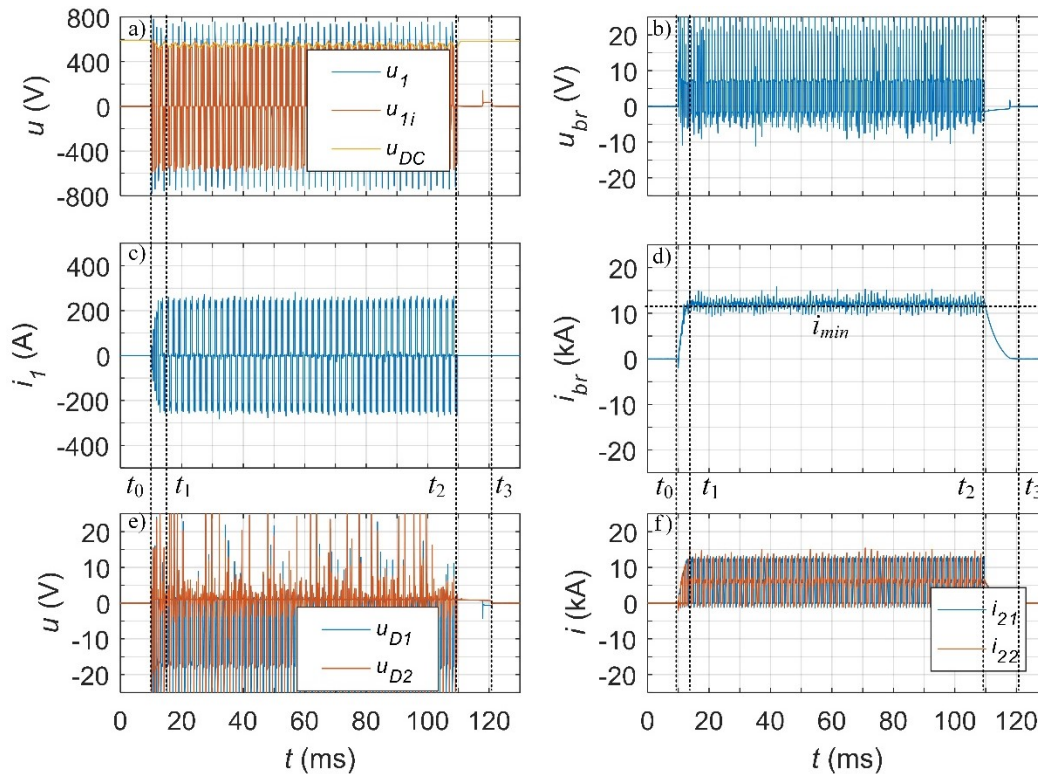 a)
800
400
0
-400
-800
u (V)
u1
u1i
uDC
b)
20
10
0
-10
-20
ubr (V)
c)
400
200
0
-200
-400
i1 (A)
d)
20
10
0
-10
-20
ibr (kA)
imin
t0 t1 t2 t3
t0 t1 t2 t3
e)
20
10
0
-10
-20
u (V)
uD1
uD2
0 20 40 60 80 100 120
t (ms)
f)
20
10
0
-10
-20
i (kA)
i21
i22
0 20 40 60 80 100 120
t (ms)